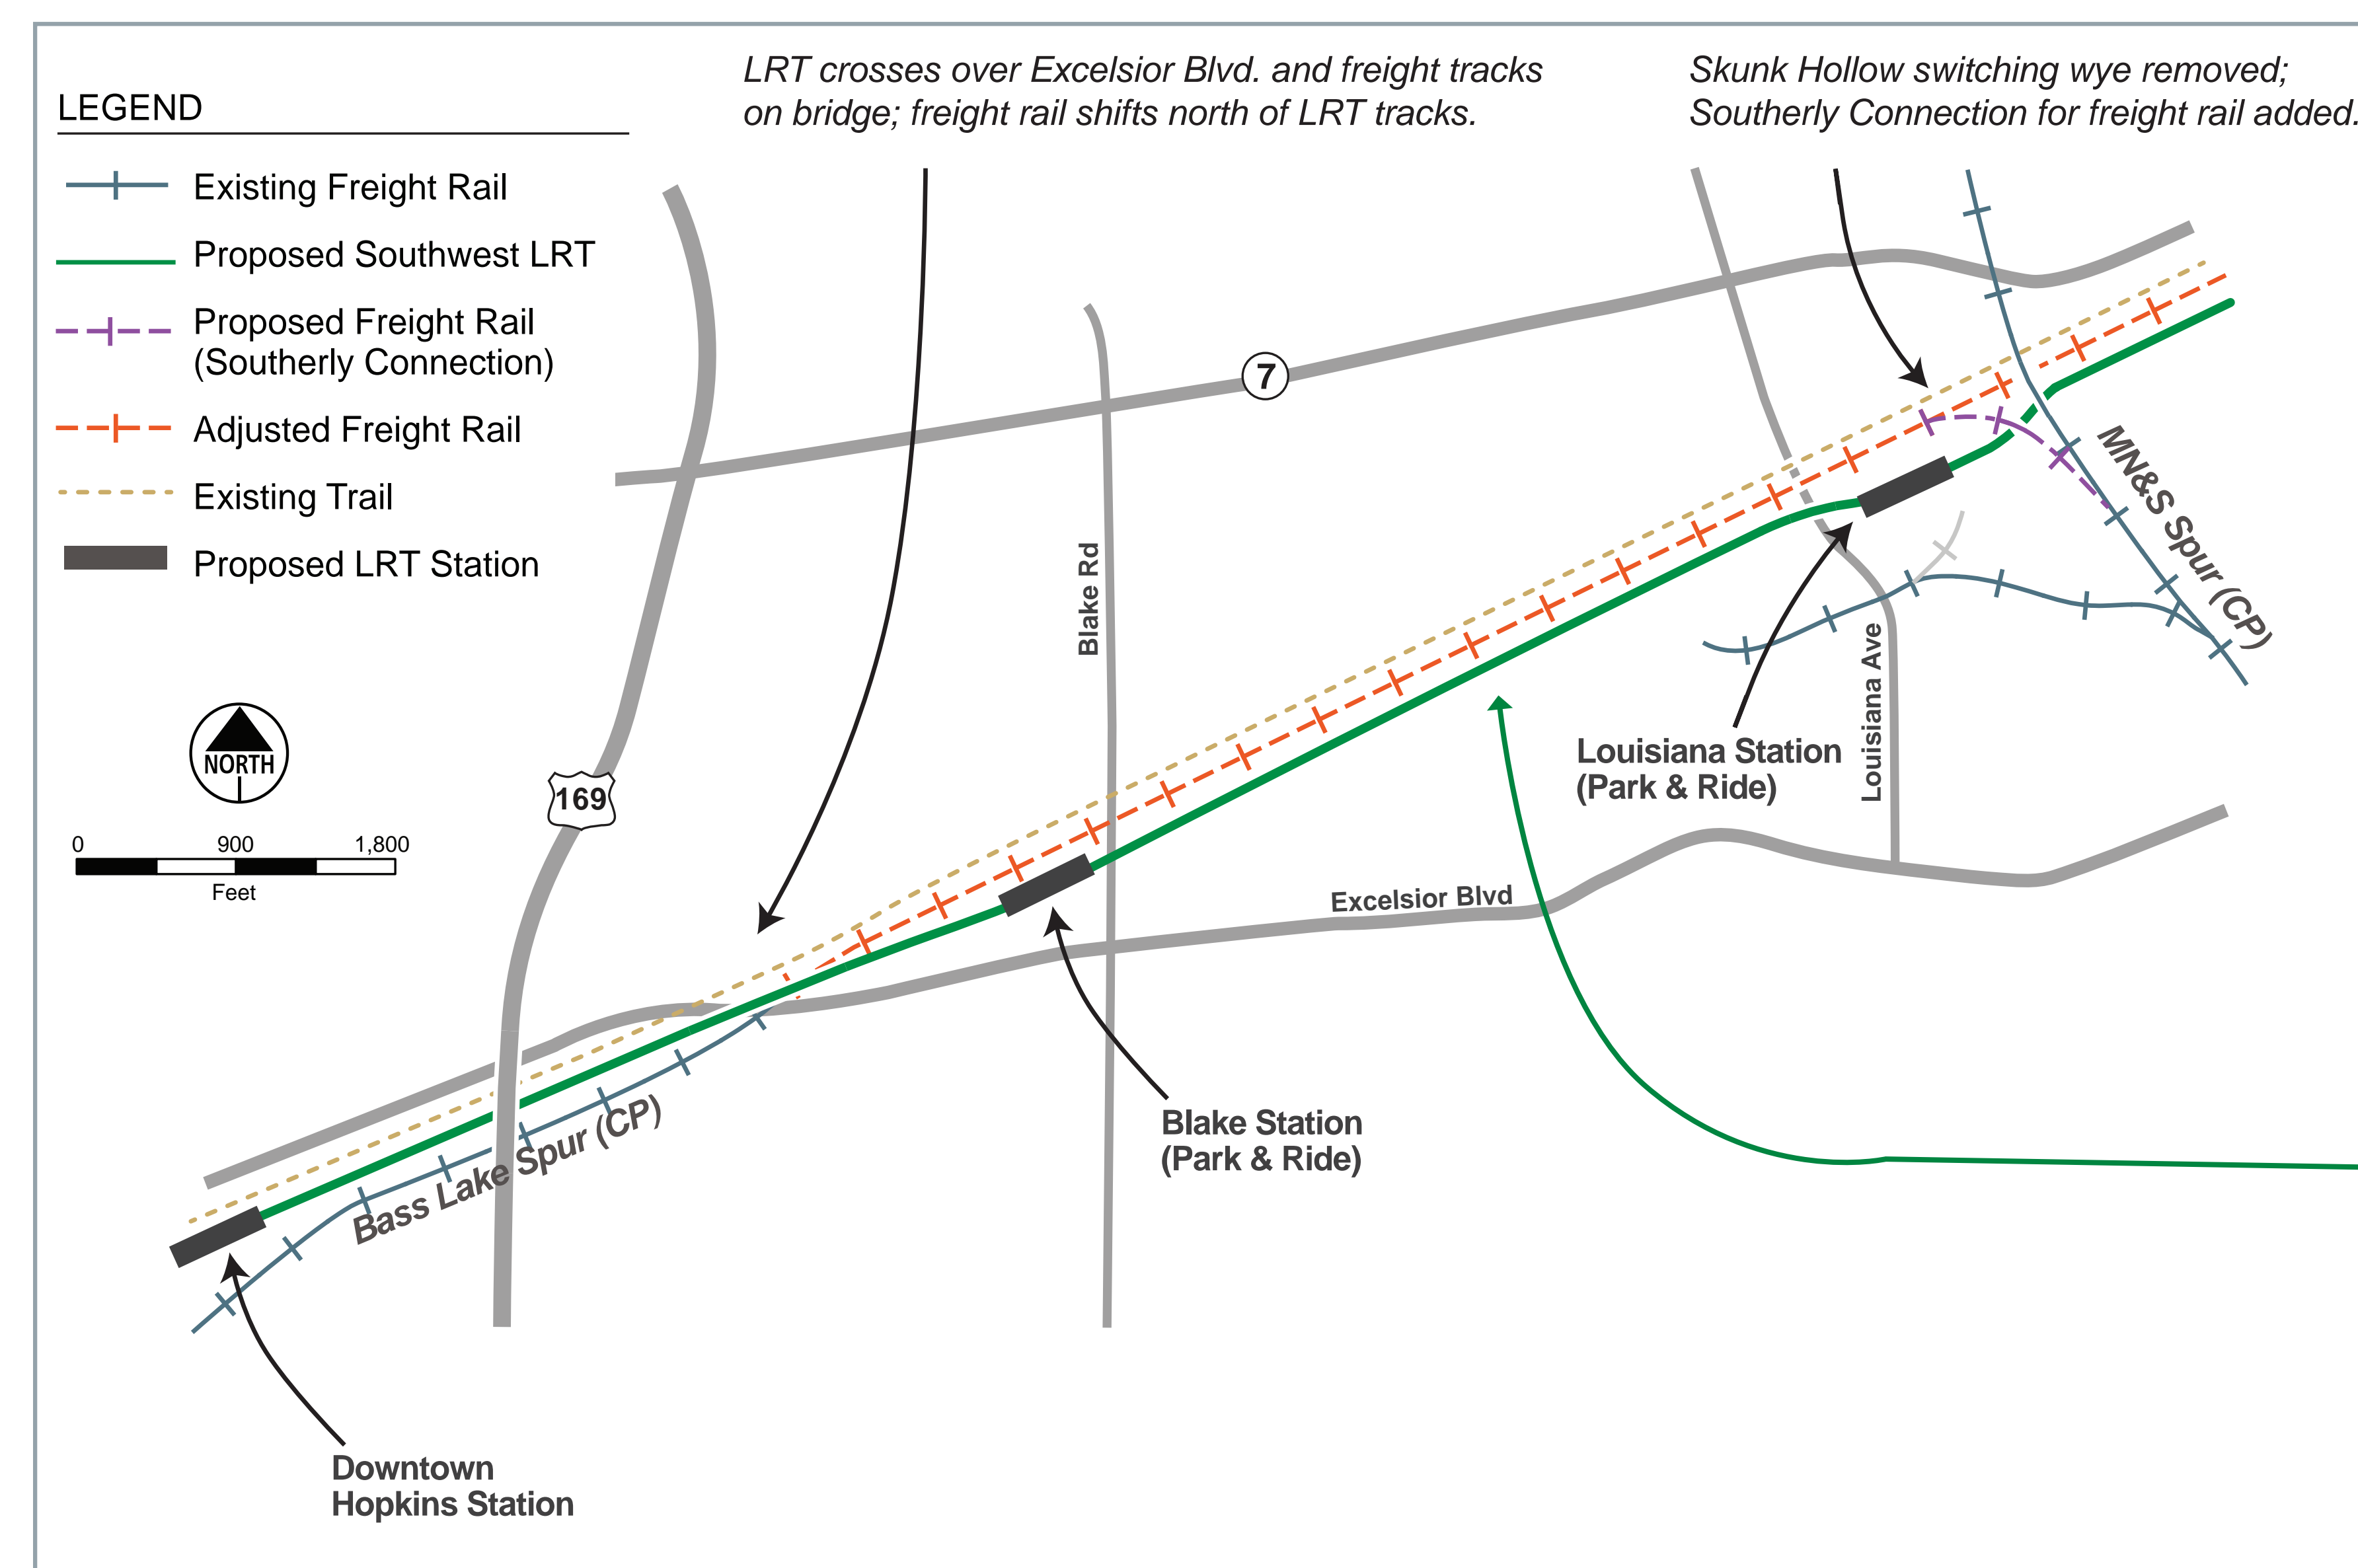 LRT crosses over Excelsior Blvd. and freight tracks
on bridge; freight rail shifts north of LRT tracks.
Skunk Hollow switching wye removed;
Southerly Connection for freight rail added.
LEGEND
Existing Freight Rail
Proposed Southwest LRT
Proposed Freight Rail
(Southerly Connection)
Adjusted Freight Rail
Existing Trail
Proposed LRT Station
7
MN&S Spur (CP)
Blake Rd
Louisiana Ave
NORTH
169
Louisiana Station
(Park & Ride)
0 900 1,800
Feet
Excelsior Blvd
Bass Lake Spur (CP)
Blake Station
(Park & Ride)
Downtown
Hopkins Station